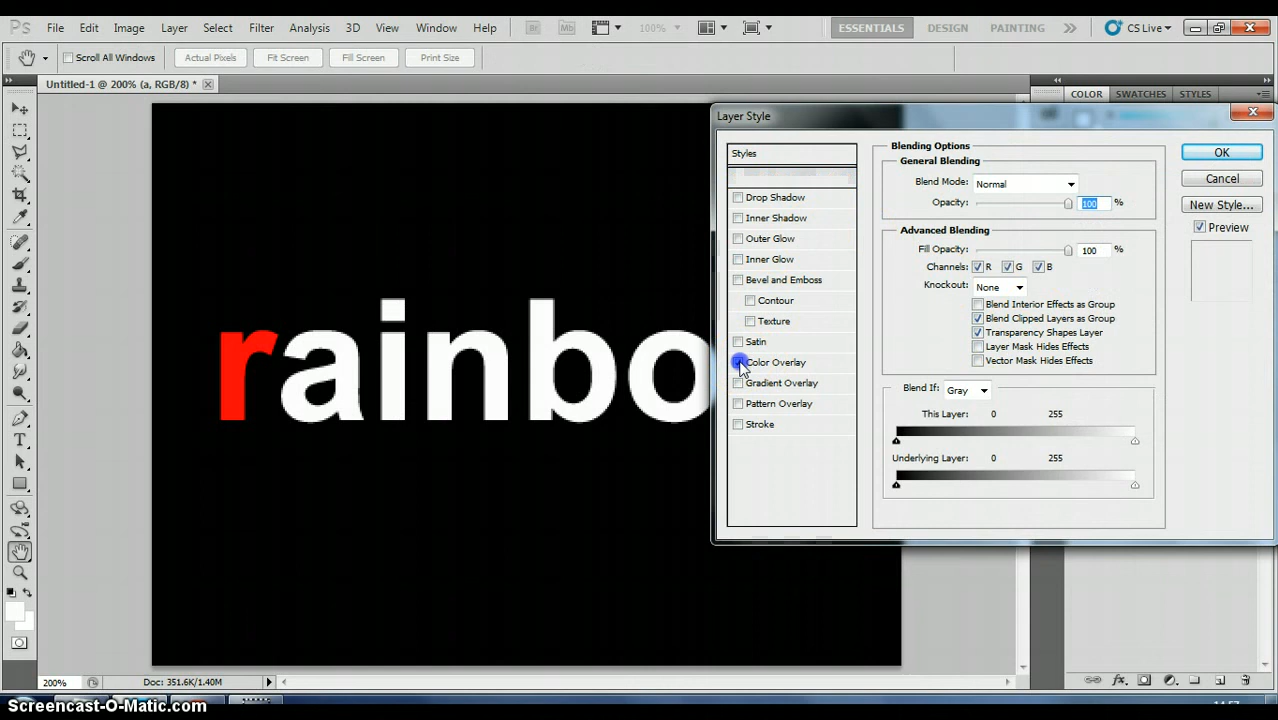 Ps File Edit Image Layer Select Filter Analysis 3D View Window Help Br Mb 100% ESSENTIALS DESIGN PAINTING CS Live
Scroll All Windows Actual Pixels Fit Screen Fill Screen Print Size
Untitled-1 @ 200% (a, RGB/8) *
COLOR SWATCHES STYLES
Layer Style
Styles
Drop Shadow
Inner Shadow
Outer Glow
Inner Glow
Bevel and Emboss
Contour
Texture
Satin
Color Overlay
Gradient Overlay
Pattern Overlay
Stroke
Blending Options
General Blending
Blend Mode: Normal
Opacity: 100 %
Advanced Blending
Fill Opacity: 100 %
Channels: R G B
Knockout: None
Blend Interior Effects as Group
Blend Clipped Layers as Group
Transparency Shapes Layer
Layer Mask Hides Effects
Vector Mask Hides Effects
Blend If: Gray
This Layer: 0 255
Underlying Layer: 0 255
OK
Cancel
New Style...
Preview
rainbo
200% Doc: 351.6K/1.40M
Screencast-O-Matic.com